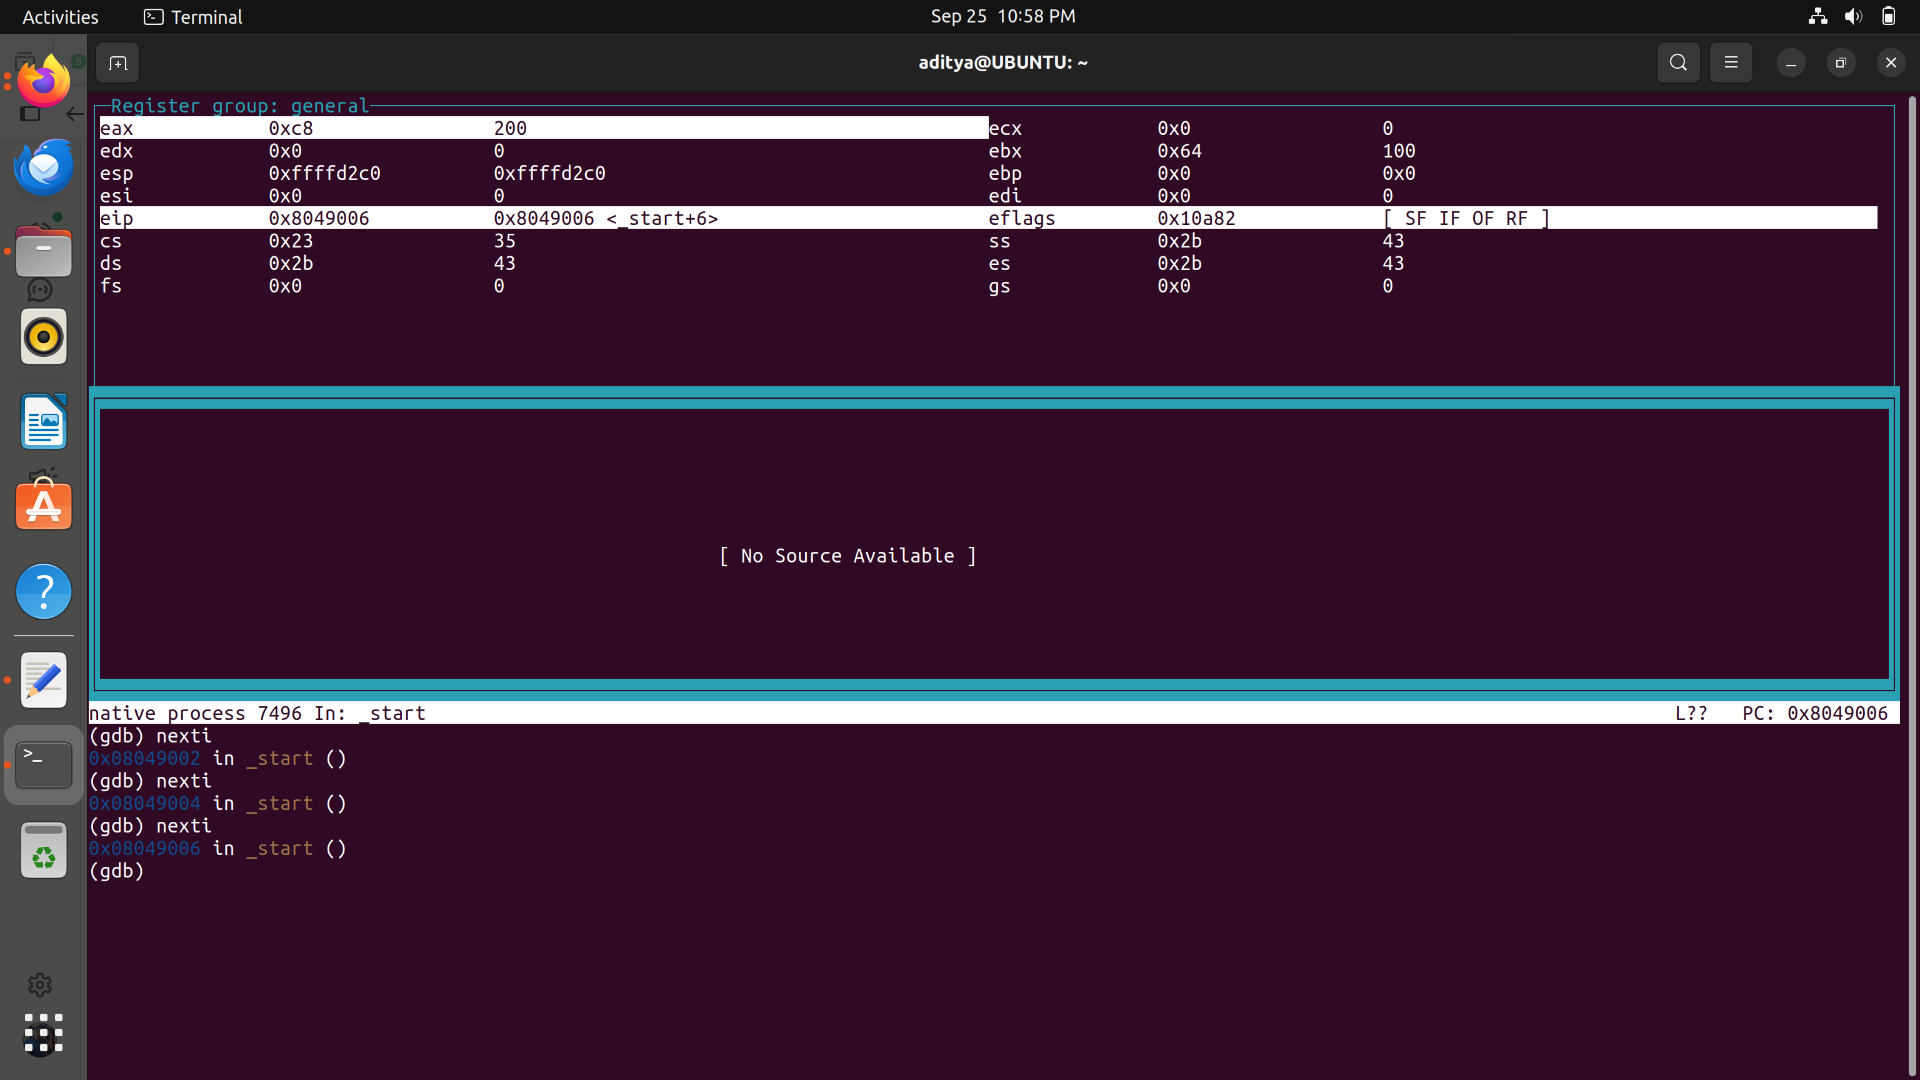 Activities Terminal Sep 25 10:58 PM
aditya@UBUNTU: ~
Register group: general
eax 0xc8 200 ecx 0x0 0
edx 0x0 0 ebx 0x64 100
esp 0xffffd2c0 0xffffd2c0 ebp 0x0 0x0
esi 0x0 0 edi 0x0 0
eip 0x8049006 0x8049006 <_start+6> eflags 0x10a82 [ SF IF OF RF ]
cs 0x23 35 ss 0x2b 43
ds 0x2b 43 es 0x2b 43
fs 0x0 0 gs 0x0 0
[ No Source Available ]
native process 7496 In: _start L?? PC: 0x8049006
(gdb) nexti
0x08049002 in _start ()
(gdb) nexti
0x08049004 in _start ()
(gdb) nexti
0x08049006 in _start ()
(gdb)